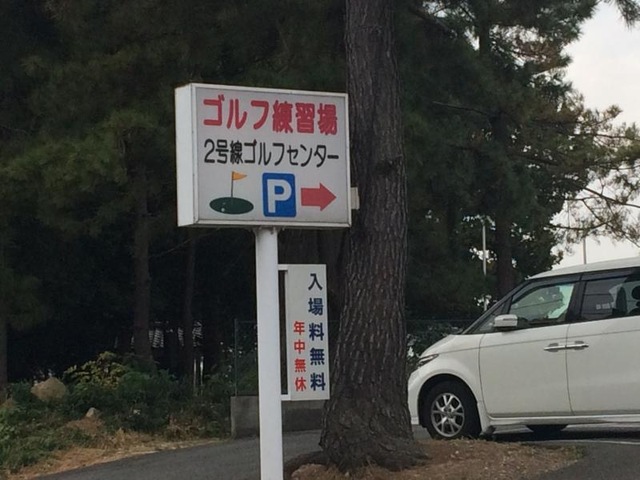 ゴルフ練習場
2号線ゴルフセンター
P
入場料無料
年中無休